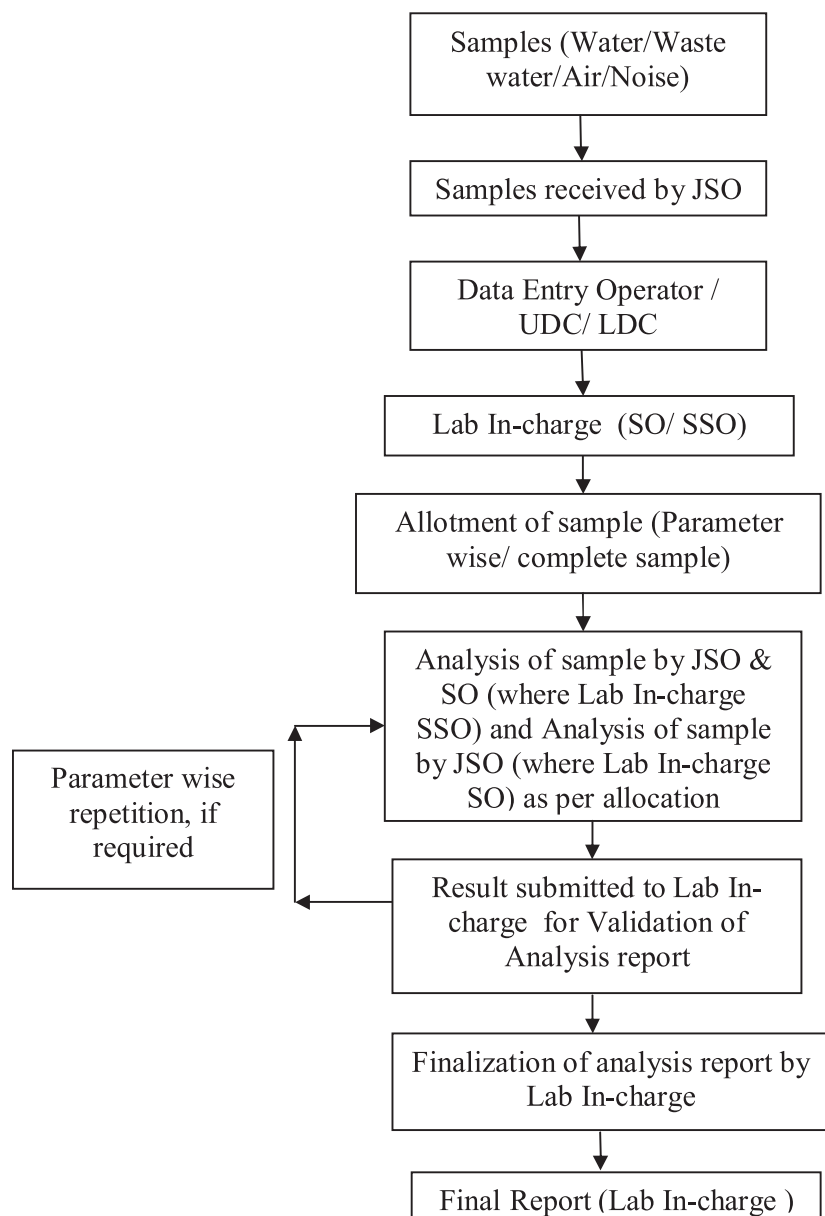 Samples (Water/Waste
water/Air/Noise)
Samples received by JSO
Data Entry Operator /
UDC/ LDC
Lab In-charge (SO/ SSO)
Allotment of sample (Parameter
wise/ complete sample)
Analysis of sample by JSO &
SO (where Lab In-charge
SSO) and Analysis of sample
by JSO (where Lab In-charge
SO) as per allocation
Parameter wise
repetition, if
required
Result submitted to Lab In-
charge for Validation of
Analysis report
Finalization of analysis report by
Lab In-charge
Final Report (Lab In-charge )